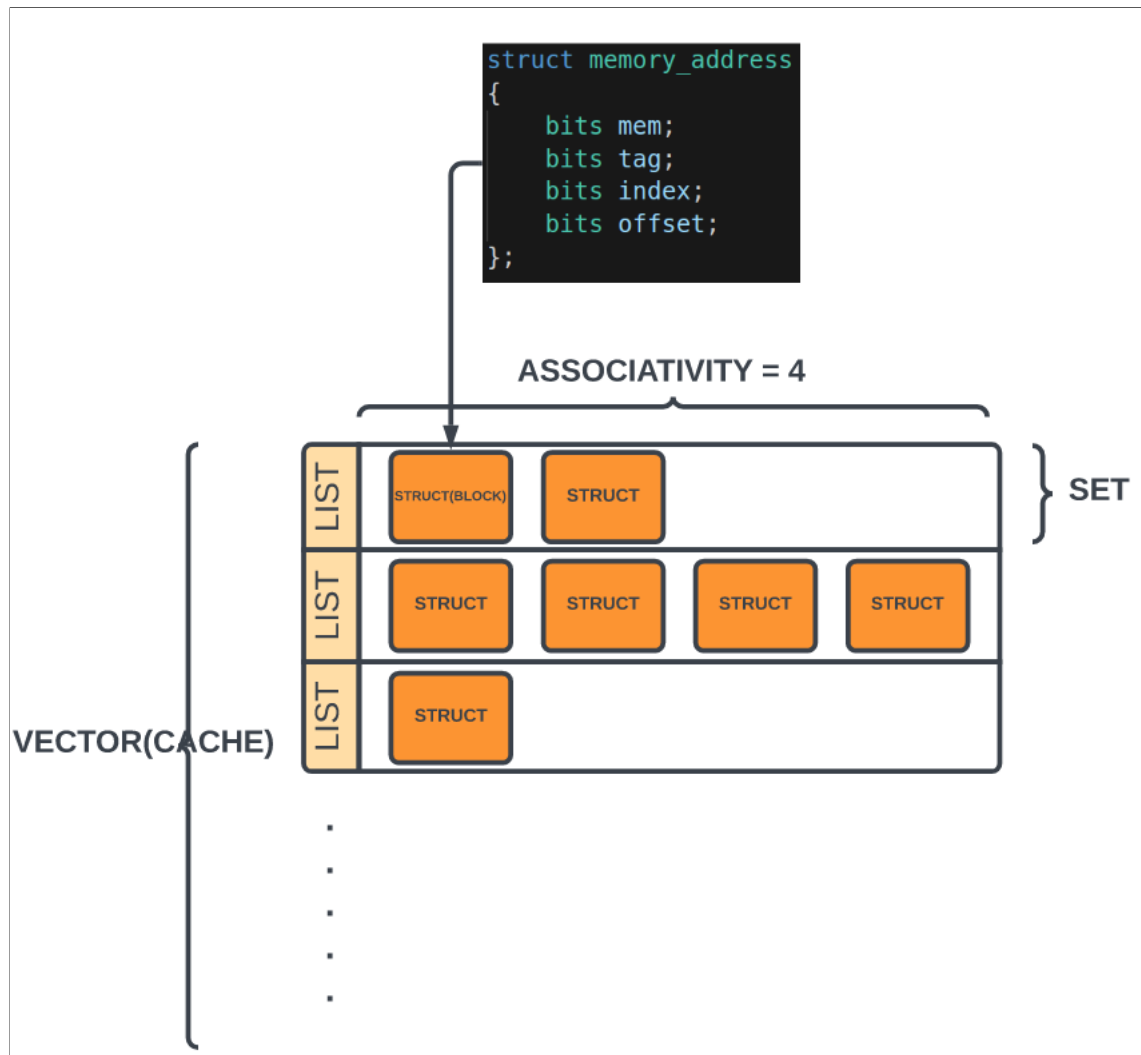 struct memory_address
{
bits mem;
bits tag;
bits index;
bits offset;
};
ASSOCIATIVITY = 4
LIST STRUCT(BLOCK) STRUCT
SET
LIST STRUCT STRUCT STRUCT STRUCT
LIST STRUCT
VECTOR(CACHE)